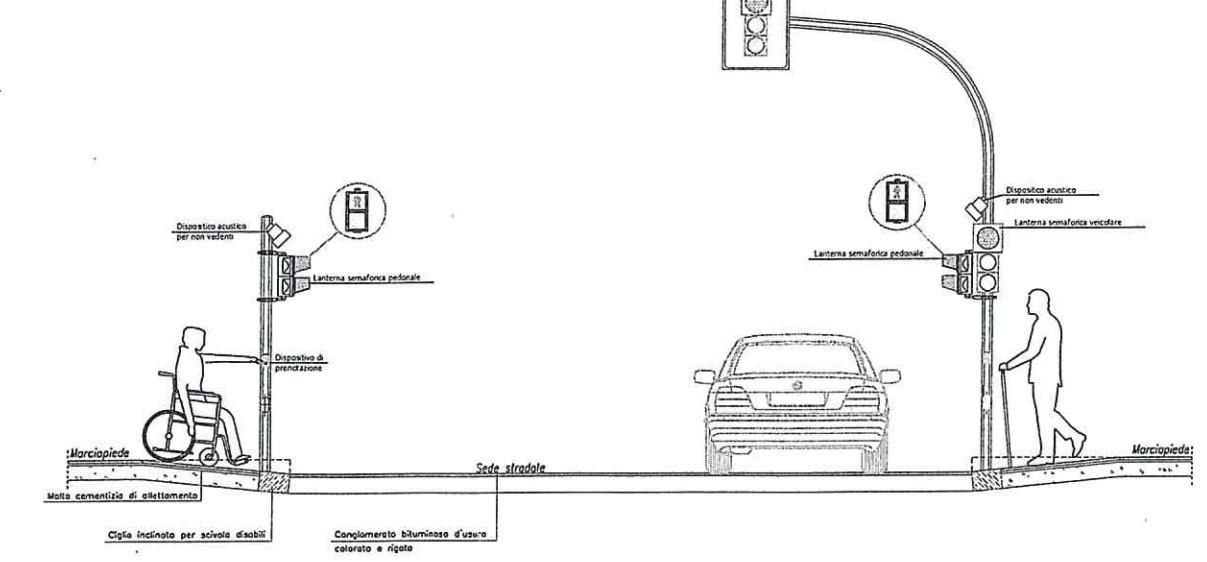 Dispositico acustico
per non vedenti
Lanterna semaforica veicolare
Dispositico acustico
per non vedenti
Lanterna semaforica pedonale
Lanterna semaforica pedonale
Dispositivo di
prenotazione
Marciapiede
Sede stradale
Marciapiede
Malta cementizia di allettamento
Ciglio inclinato per scivolo disabili
Conglomerato bituminoso d'usura
colorato e rigato